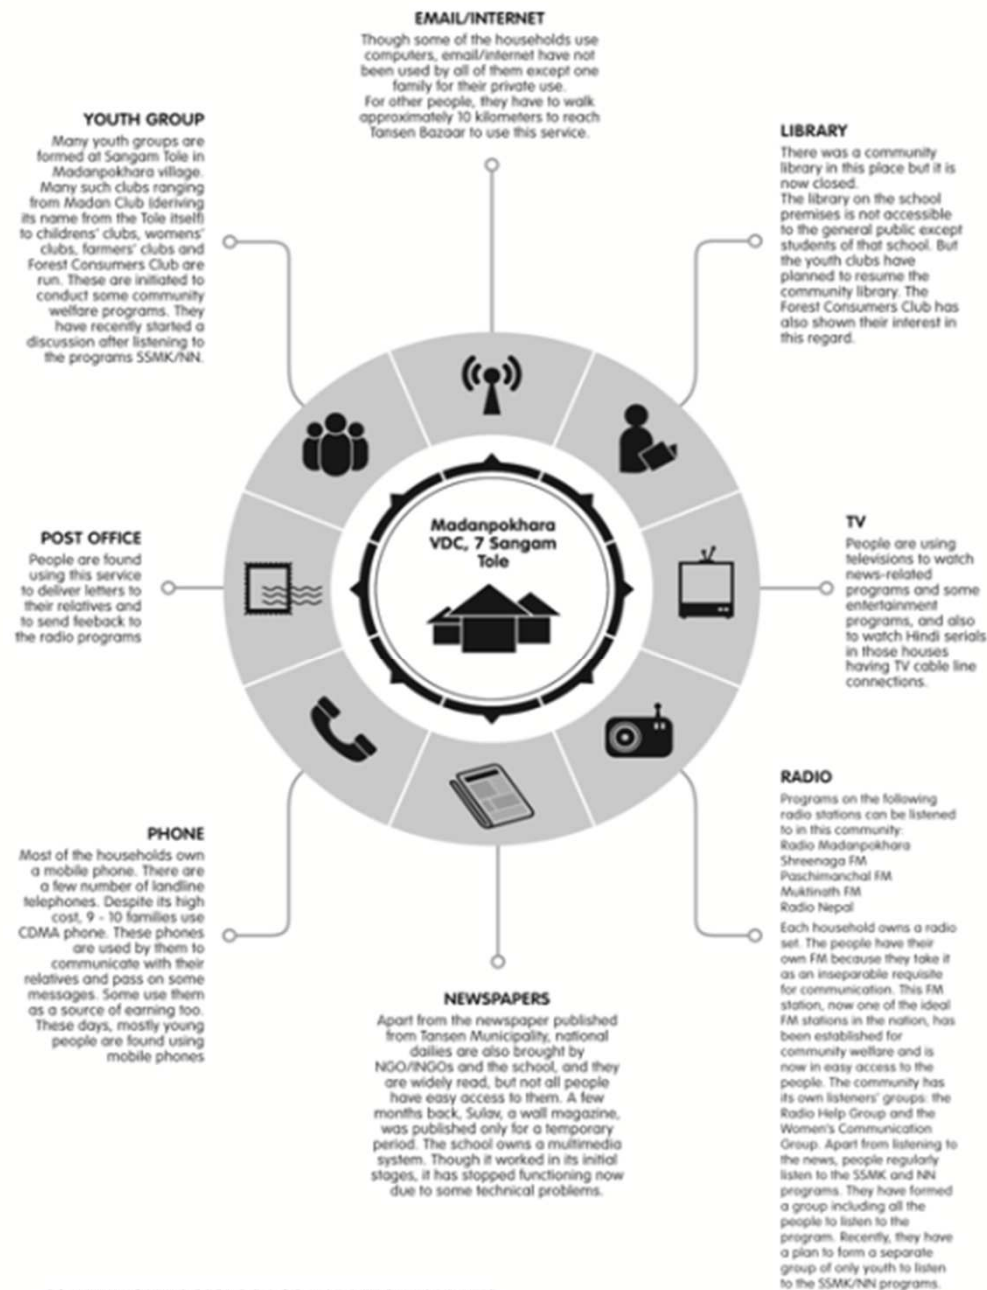 EMAIL/INTERNET
Though some of the households use
computers, email/internet have not
been used by all of them except one
family for their private use.
For other people, they have to walk
approximately 10 kilometers to reach
Tansen Bazaar to use this service.
YOUTH GROUP
Many youth groups are
formed at Sangam Tole in
Madanpokhara village.
Many such clubs ranging
from Madan Club (deriving
its name from the Tole itself)
to childrens' clubs, womens'
clubs, farmers' clubs and
Forest Consumers Club are
run. These are initiated to
conduct some community
welfare programs. They
have recently started a
discussion after listening to
the programs SSMK/NN.
LIBRARY
There was a community
library in this place but it is
now closed.
The library on the school
premises is not accessible
to the general public except
students of that school. But
the youth clubs have
planned to resume the
community library. The
Forest Consumers Club has
also shown their interest in
this regard.
Madanpokhara
VDC, 7 Sangam
Tole
POST OFFICE
People are found
using this service
to deliver letters to
their relatives and
to send feeback to
the radio programs
TV
People are using
televisions to watch
news-related
programs and some
entertainment
programs, and also
to watch Hindi serials
in those houses
having TV cable line
connections.
PHONE
Most of the households own
a mobile phone. There are
a few number of landline
telephones. Despite its high
cost, 9 - 10 families use
CDMA phone. These phones
are used by them to
communicate with their
relatives and pass on some
messages. Some use them
as a source of earning too.
These days, mostly young
people are found using
mobile phones
NEWSPAPERS
Apart from the newspaper published
from Tansen Municipality, national
dailies are also brought by
NGO/INGOs and the school, and they
are widely read, but not all people
have easy access to them. A few
months back, Sulav, a wall magazine,
was published only for a temporary
period. The school owns a multimedia
system. Though it worked in its initial
stages, it has stopped functioning now
due to some technical problems.
RADIO
Programs on the following
radio stations can be listened
to in this community:
Radio Madanpokhara
Shreenaga FM
Paschimanchal FM
Muktinath FM
Radio Nepal
Each household owns a radio
set. The people have their
own FM because they take it
as an inseparable requisite
for communication. This FM
station, now one of the ideal
FM stations in the nation, has
been established for
community welfare and is
now in easy access to the
people. The community has
its own listeners' groups: the
Radio Help Group and the
Women's Communication
Group. Apart from listening to
the news, people regularly
listen to the SSMK and NN
programs. They have formed
a group including all the
people to listen to the
program. Recently, they have
a plan to form a separate
group of only youth to listen
to the SSMK/NN programs.